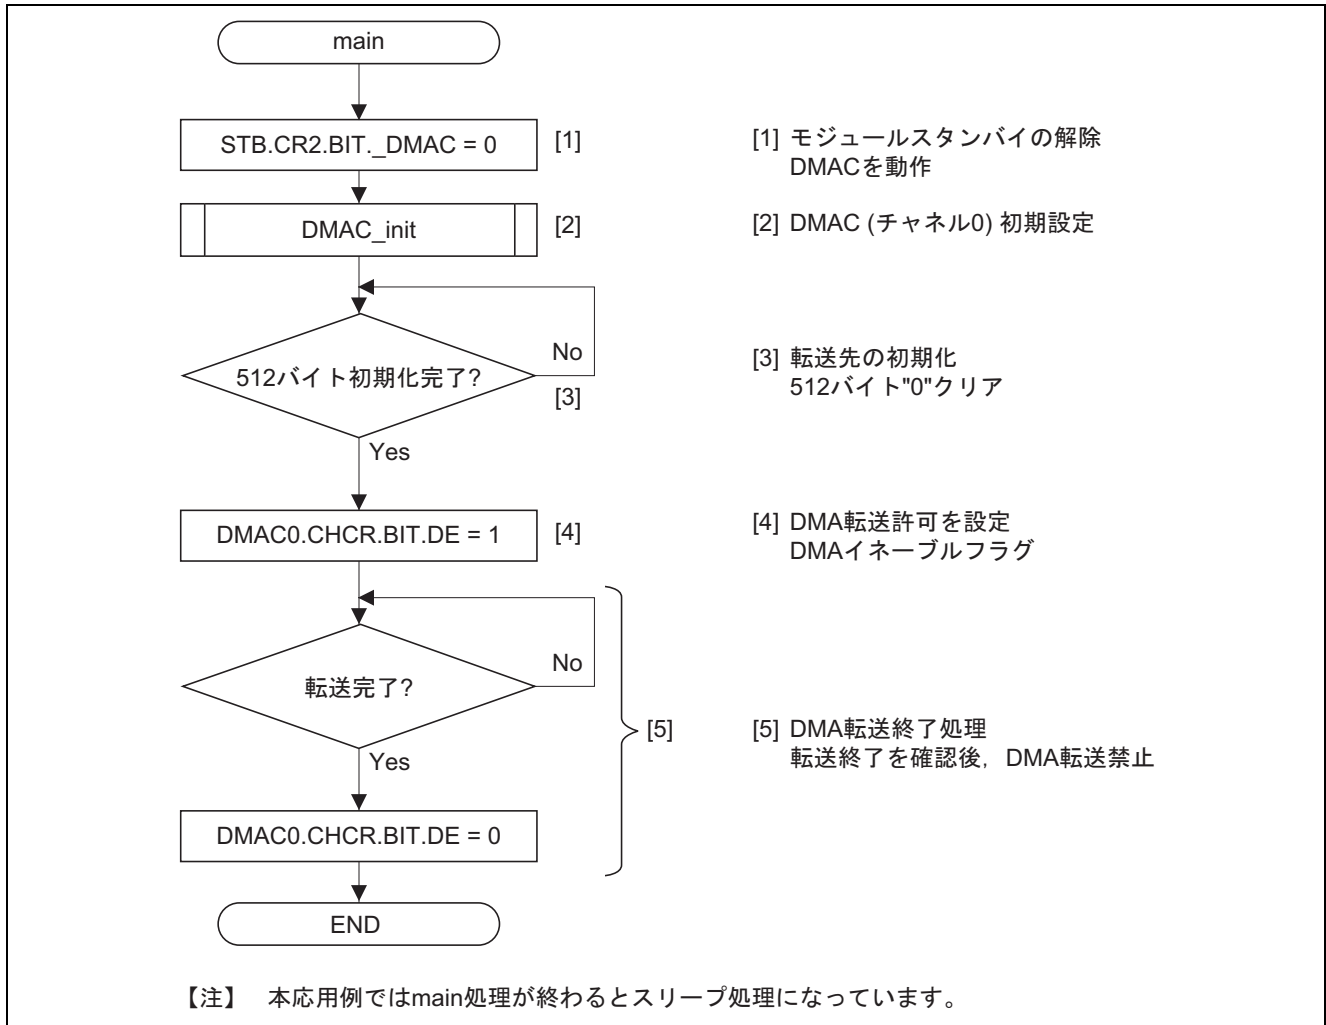 main
STB.CR2.BIT._DMAC = 0
[1]
[1] モジュールスタンバイの解除
DMACを動作
DMAC_init
[2]
[2] DMAC (チャネル0) 初期設定
512バイト初期化完了?
No
[3]
[3] 転送先の初期化
512バイト"0"クリア
Yes
DMAC0.CHCR.BIT.DE = 1
[4]
[4] DMA転送許可を設定
DMAイネーブルフラグ
転送完了?
No
Yes
[5]
[5] DMA転送終了処理
転送終了を確認後，DMA転送禁止
DMAC0.CHCR.BIT.DE = 0
END
【注】 本応用例ではmain処理が終わるとスリープ処理になっています。